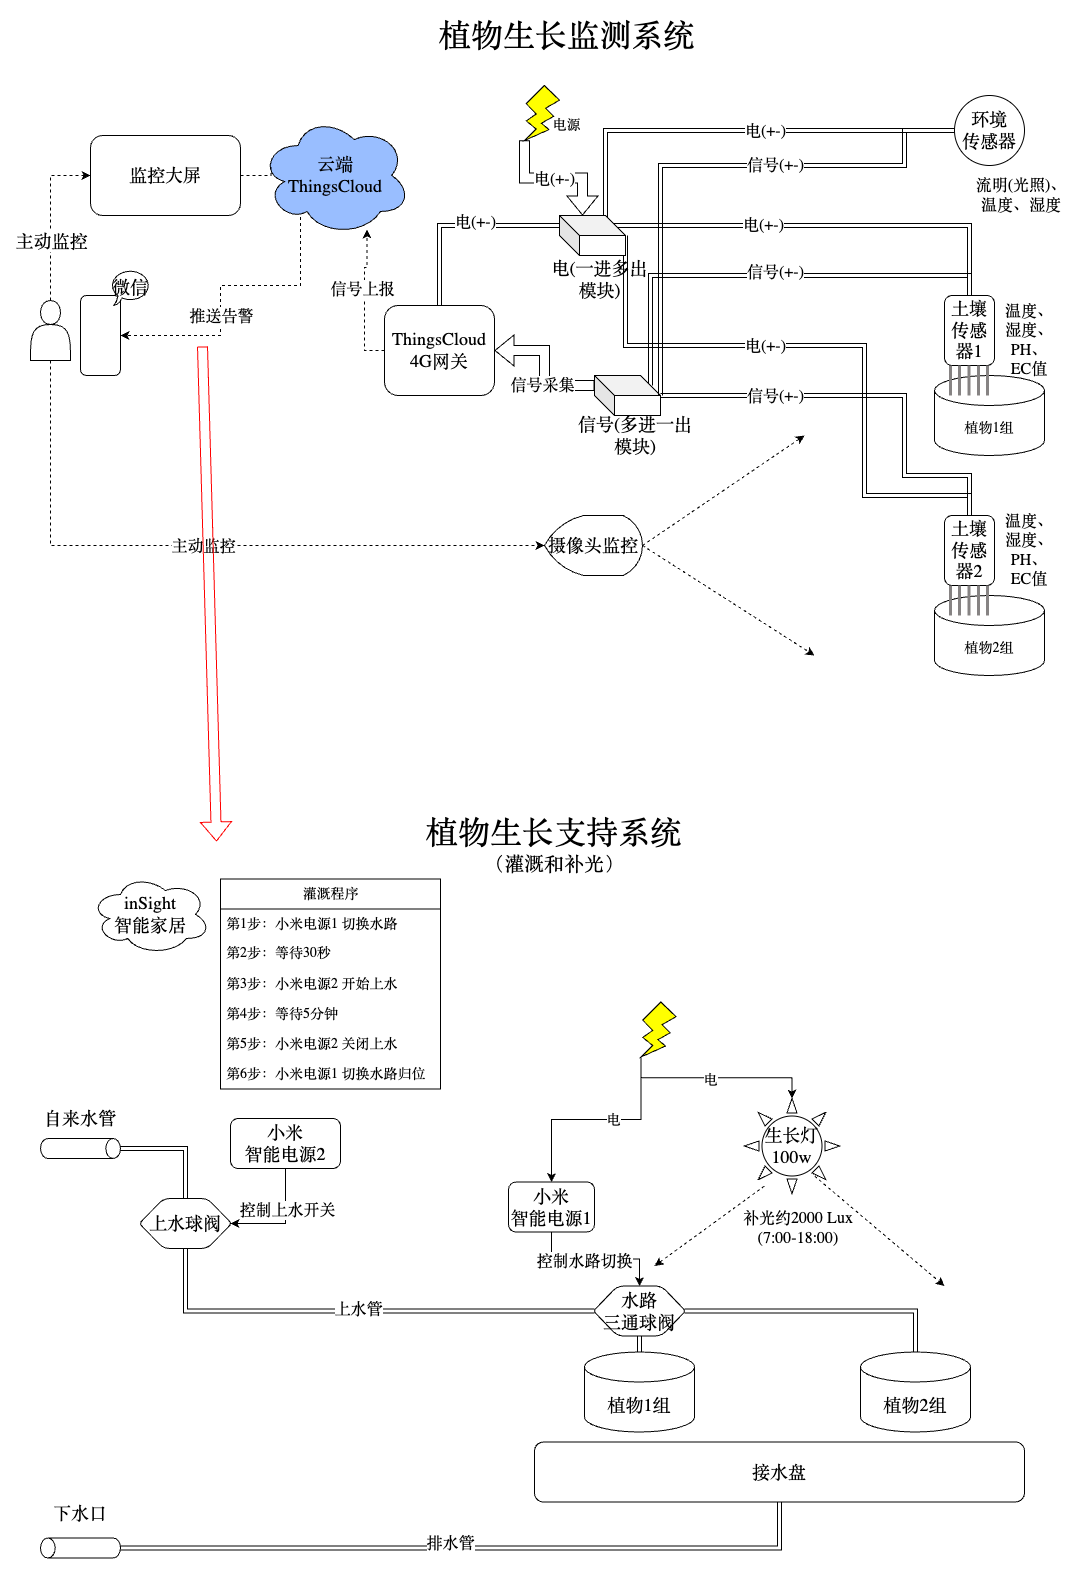 植物生长监测系统
电源
电(+-)
环境
传感器
监控大屏
云端
ThingsCloud
信号(+-)
电(+-)
流明(光照)、
温度、湿度
主动监控
电(+-)
电(+-)
微信
信号上报
电(一进多出
模块)
信号(+-)
推送告警
ThingsCloud
4G网关
电(+-)
土壤
传感
器1
温度、
湿度、
PH、
EC值
信号采集
信号(+-)
信号(多进一出
模块)
植物1组
主动监控
摄像头监控
土壤
传感
器2
温度、
湿度、
PH、
EC值
植物2组
植物生长支持系统
（灌溉和补光）
inSight
智能家居
灌溉程序
第1步：小米电源1 切换水路
第2步：等待30秒
第3步：小米电源2 开始上水
第4步：等待5分钟
第5步：小米电源2 关闭上水
第6步：小米电源1 切换水路归位
电
电
自来水管
小米
智能电源2
生长灯
100w
小米
智能电源1
上水球阀
控制上水开关
补光约2000 Lux
(7:00-18:00)
控制水路切换
上水管
水路
三通球阀
植物1组
植物2组
接水盘
下水口
排水管